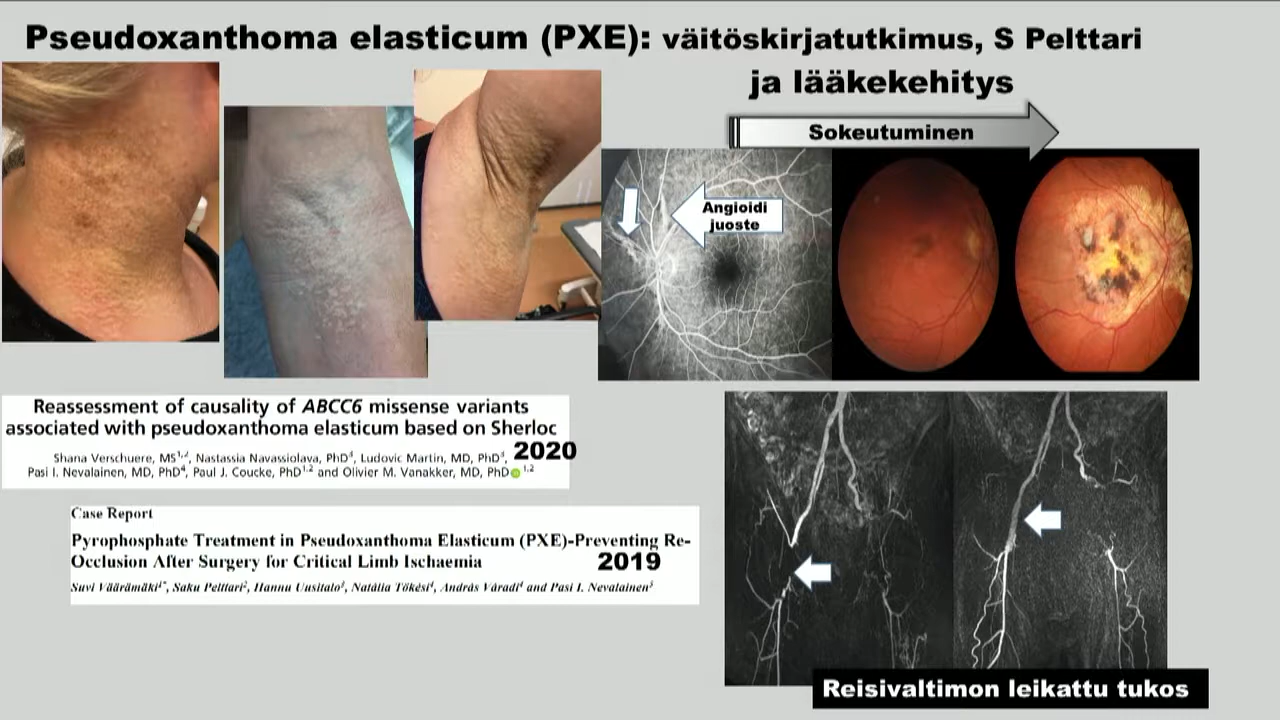 Pseudoxanthoma elasticum (PXE): väitöskirjatutkimus, S Pelttari
ja lääkekehitys
Sokeutuminen
Angioidi
juoste
Reassessment of causality of ABCC6 missense variants
associated with pseudoxanthoma elasticum based on Sherloc
2020
Shana Verschuere, MS¹,², Nastassia Navassiolava, PhD³, Ludovic Martin, MD, PhD³,
Pasi I. Nevalainen, MD, PhD⁴, Paul J. Coucke, PhD¹,² and Olivier M. Vanakker, MD, PhD ¹,²
Case Report
Pyrophosphate Treatment in Pseudoxanthoma Elasticum (PXE)-Preventing Re-
Occlusion After Surgery for Critical Limb Ischaemia
2019
Suvi Väärämäki¹*, Saku Pelttari², Hannu Uusitalo³, Natália Tőkési⁴, András Váradi⁴ and Pasi I. Nevalainen⁵
Reisivaltimon leikattu tukos